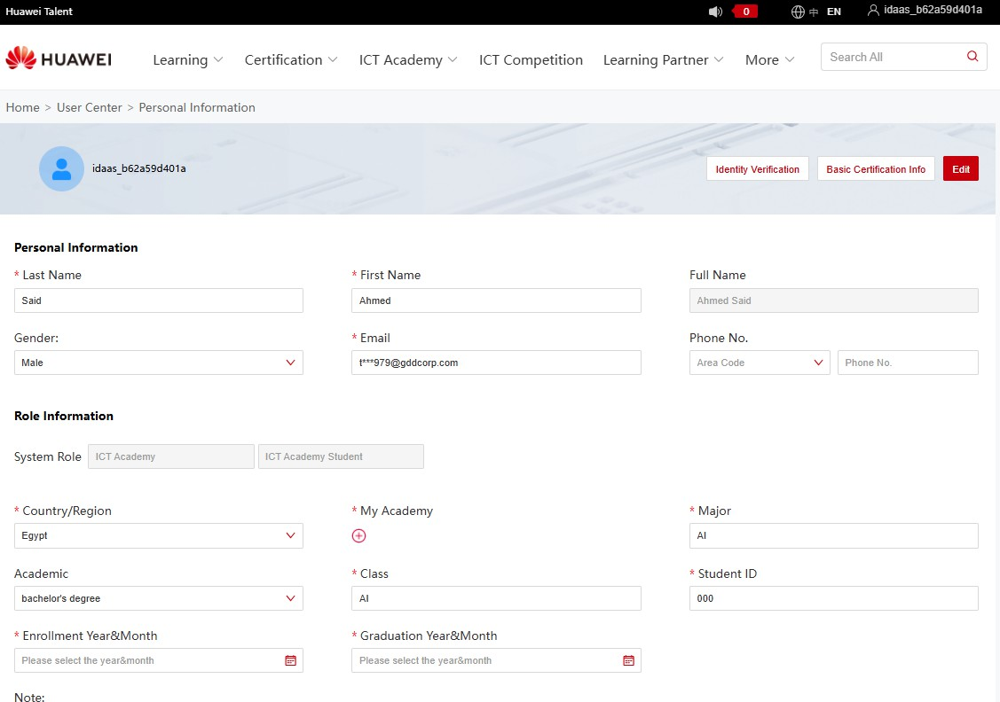 Huawei Talent 0 中 EN idaas_b62a59d401a
HUAWEI Learning Certification ICT Academy ICT Competition Learning Partner More Search All
Home > User Center > Personal Information
idaas_b62a59d401a Identity Verification Basic Certification Info Edit
Personal Information
* Last Name * First Name Full Name
Said Ahmed Ahmed Said
Gender: * Email Phone No.
Male t***979@gddcorp.com Area Code Phone No.
Role Information
System Role ICT Academy ICT Academy Student
* Country/Region * My Academy * Major
Egypt AI
Academic * Class * Student ID
bachelor's degree AI 000
* Enrollment Year&Month * Graduation Year&Month
Please select the year&month Please select the year&month
Note: